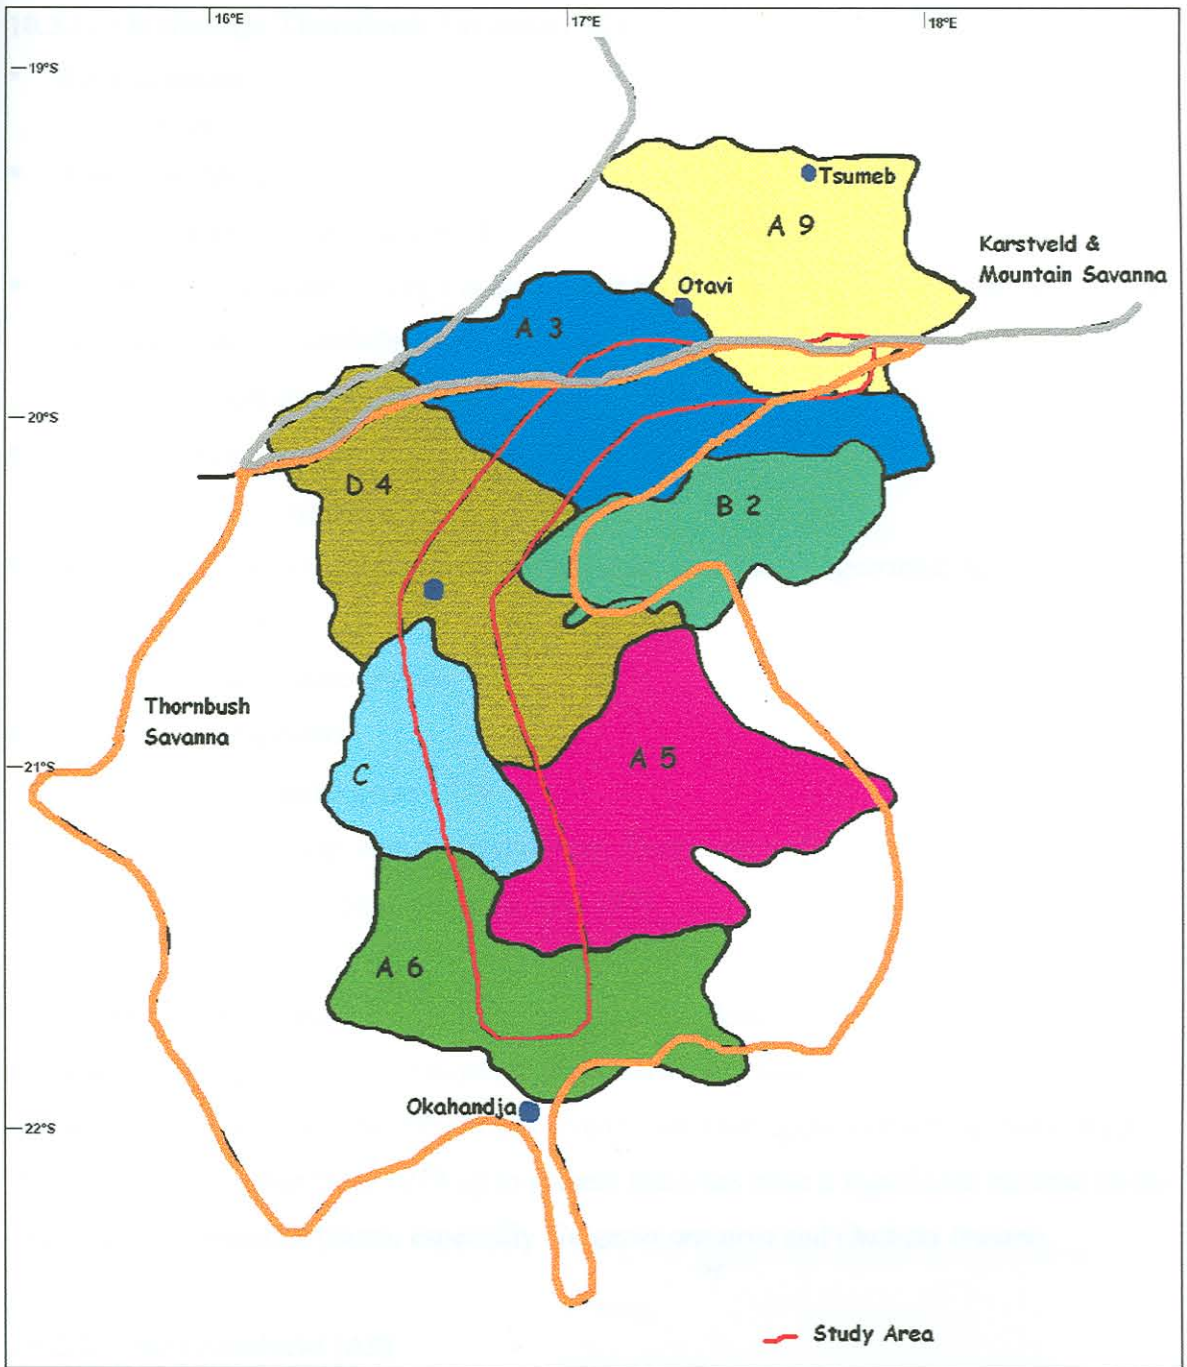 16°E
17°E
18°E
19°S
Tsumeb
A 9
Karstveld &
Mountain Savanna
Otavi
A 3
20°S
D 4
B 2
Thornbush
Savanna
21°S
A 5
C
A 6
Okahandja
22°S
Study Area